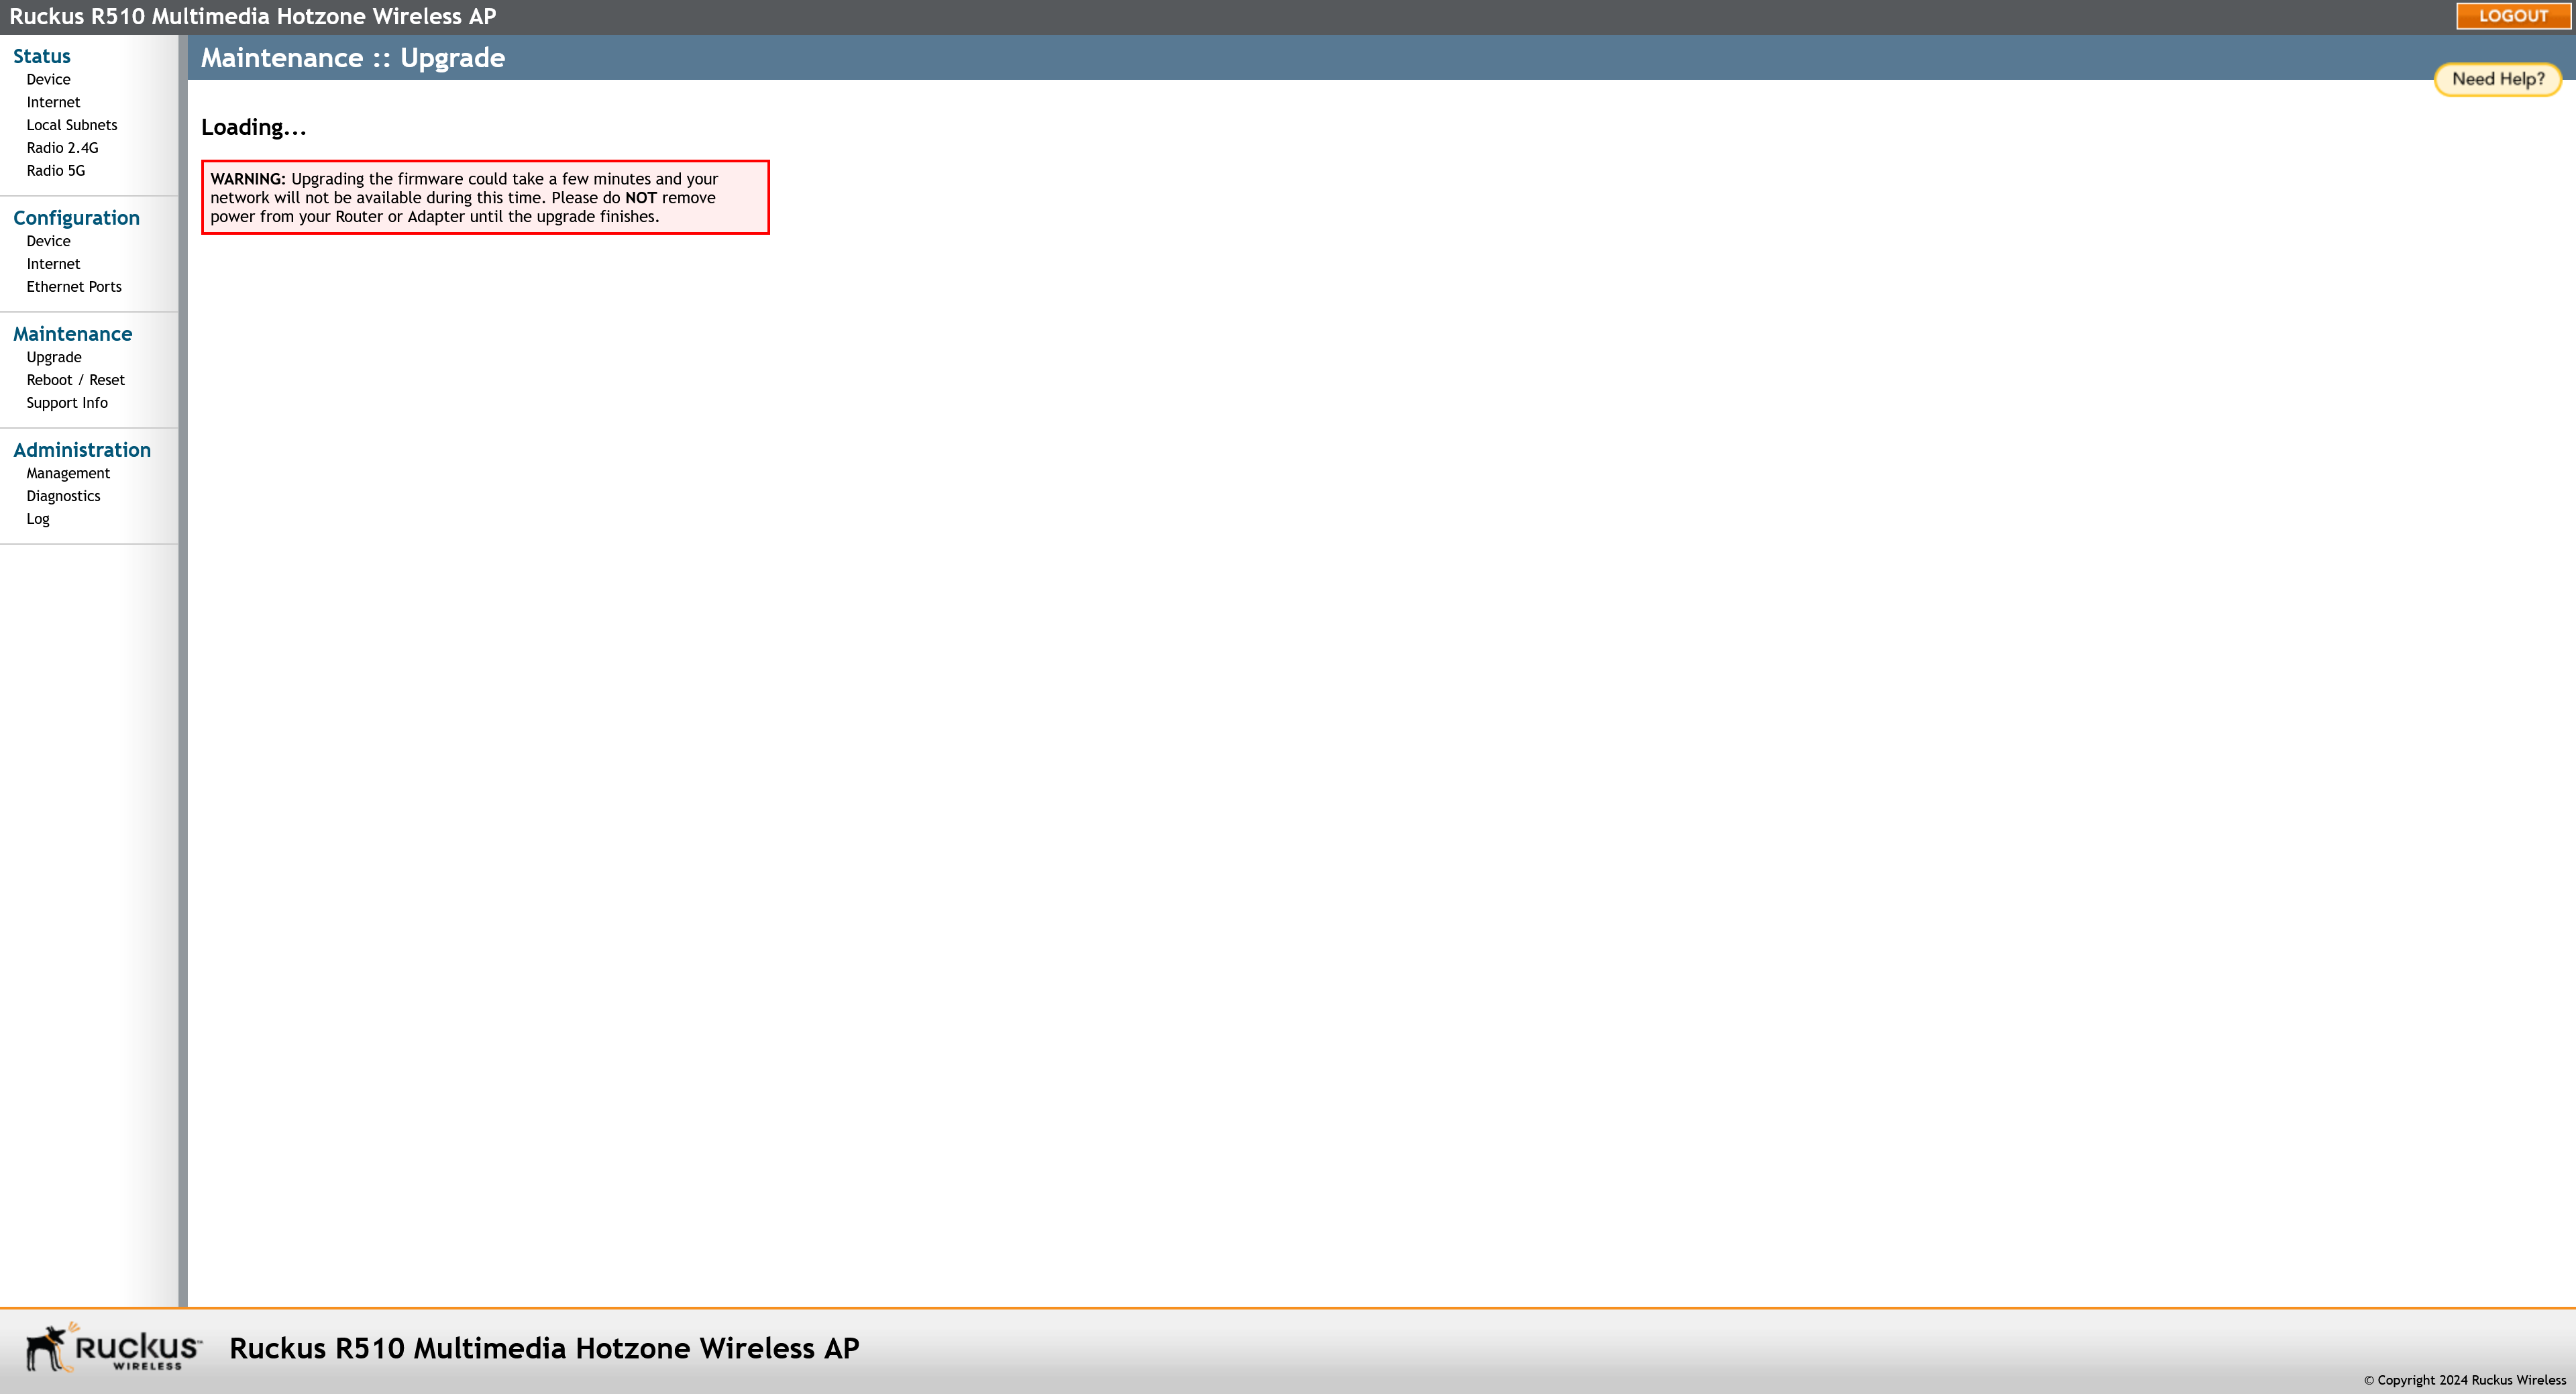 Ruckus R510 Multimedia Hotzone Wireless AP
LOGOUT
Status
Device
Internet
Local Subnets
Radio 2.4G
Radio 5G
Configuration
Device
Internet
Ethernet Ports
Maintenance
Upgrade
Reboot / Reset
Support Info
Administration
Management
Diagnostics
Log
Maintenance :: Upgrade
Need Help?
Loading...
WARNING: Upgrading the firmware could take a few minutes and your
network will not be available during this time. Please do NOT remove
power from your Router or Adapter until the upgrade finishes.
Ruckus™
WIRELESS
Ruckus R510 Multimedia Hotzone Wireless AP
© Copyright 2024 Ruckus Wireless